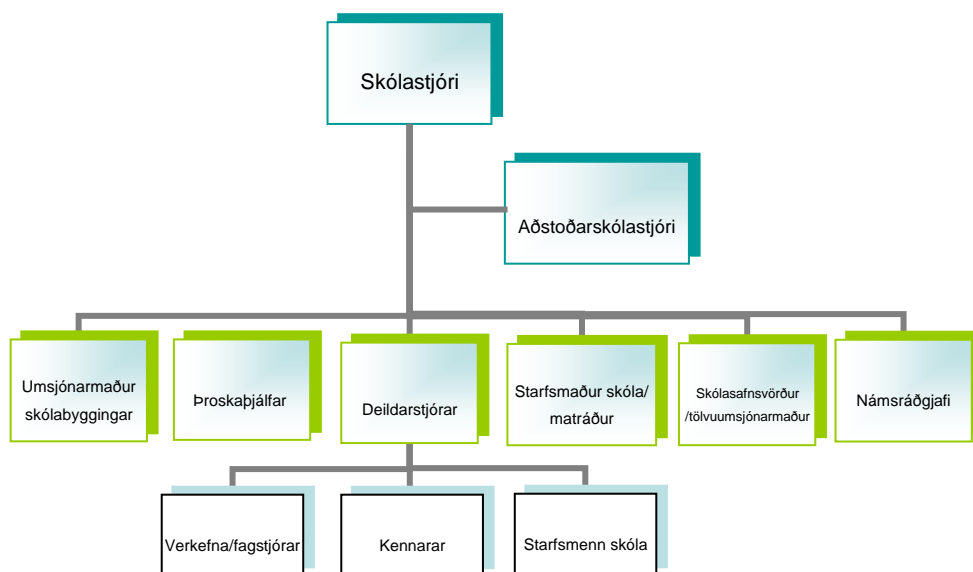 Skólastjóri
Aðstoðarskólastjóri
Umsjónarmaður
skólabyggingar
Þroskaþjálfar
Deildarstjórar
Starfsmaður skóla/
matráður
Skólasafnsvörður
/tölvuumsjónarmaður
Námsráðgjafi
Verkefna/fagstjórar
Kennarar
Starfsmenn skóla